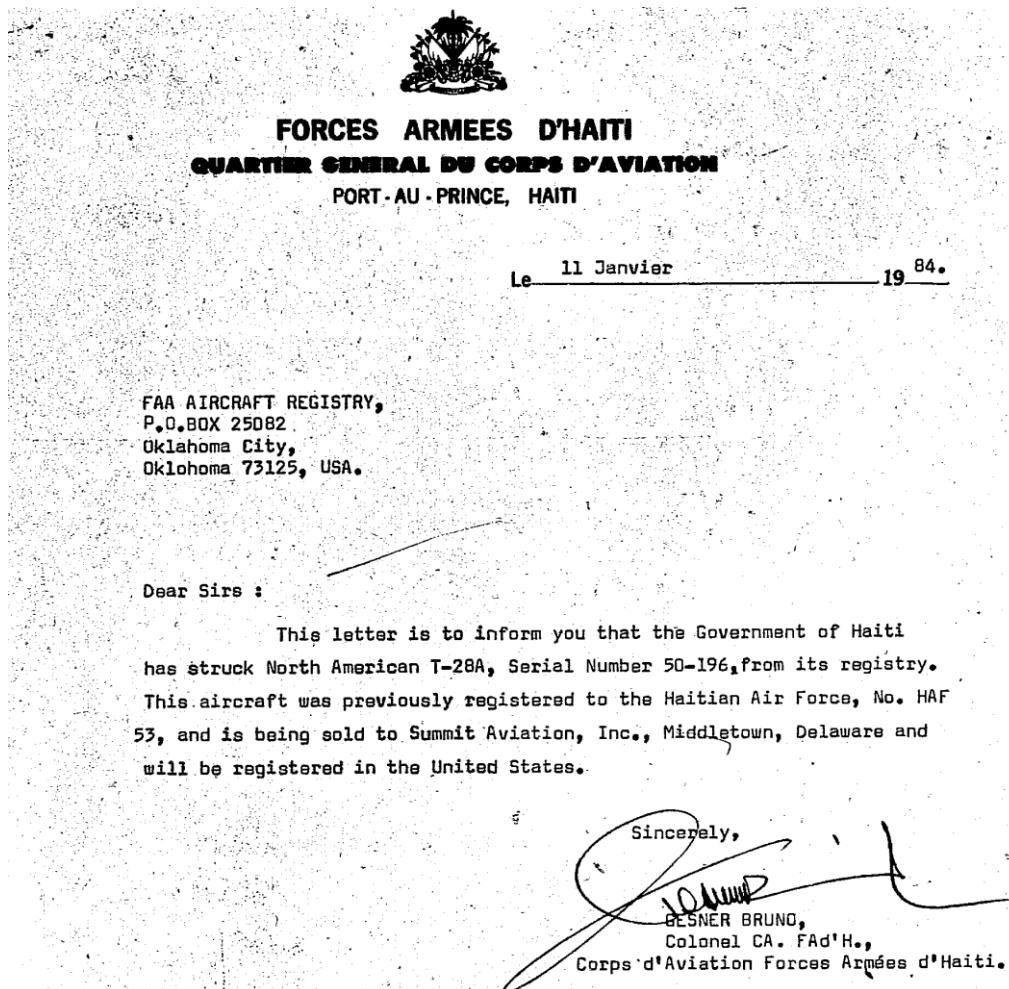 FORCES ARMEES D'HAITI
QUARTIER GENERAL DU CORPS D'AVIATION
PORT-AU-PRINCE, HAITI
Le 11 Janvier 19 84.
FAA AIRCRAFT REGISTRY,
P.O.BOX 25082
Oklahoma City,
Oklohoma 73125, USA.
Dear Sirs :
This letter is to inform you that the Government of Haiti
has struck North American T-28A, Serial Number 50-196,from its registry.
This aircraft was previously registered to the Haitian Air Force, No. HAF
53, and is being sold to Summit Aviation, Inc., Middletown, Delaware and
will be registered in the United States.
Sincerely,
GESNER BRUNO,
Colonel CA. FAd'H.,
Corps d'Aviation Forces Armées d'Haiti.